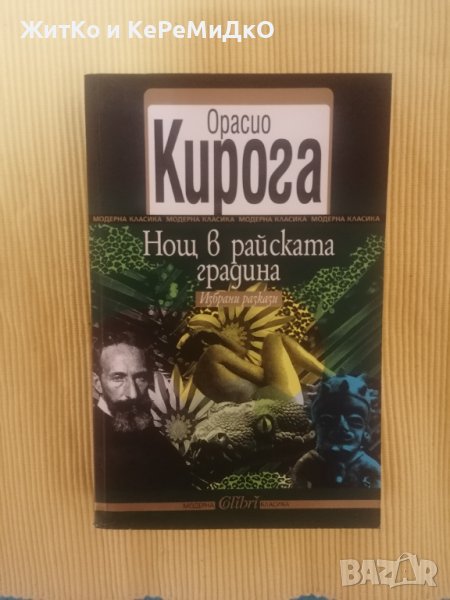 ЖитКо и КеРеМидкО
Орасио
Кирога
МОДЕРНА КЛАСИКА МОДЕРНА КЛАСИКА МОДЕРНА КЛАСИКА МОДЕРНА КЛАСИКА
Нощ в райската
градина
Избрани разкази
МОДЕРНА Colibri КЛАСИКА
BAZAR